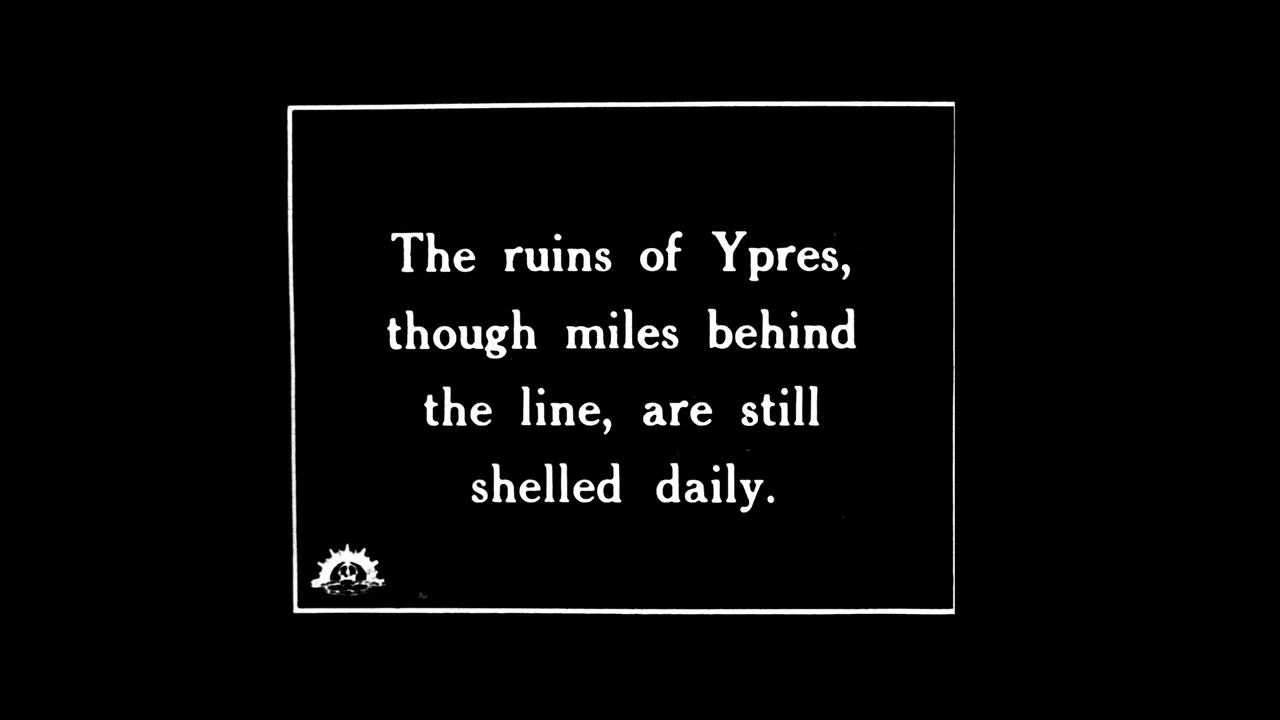 The ruins of Ypres,
though miles behind
the line, are still
shelled daily.